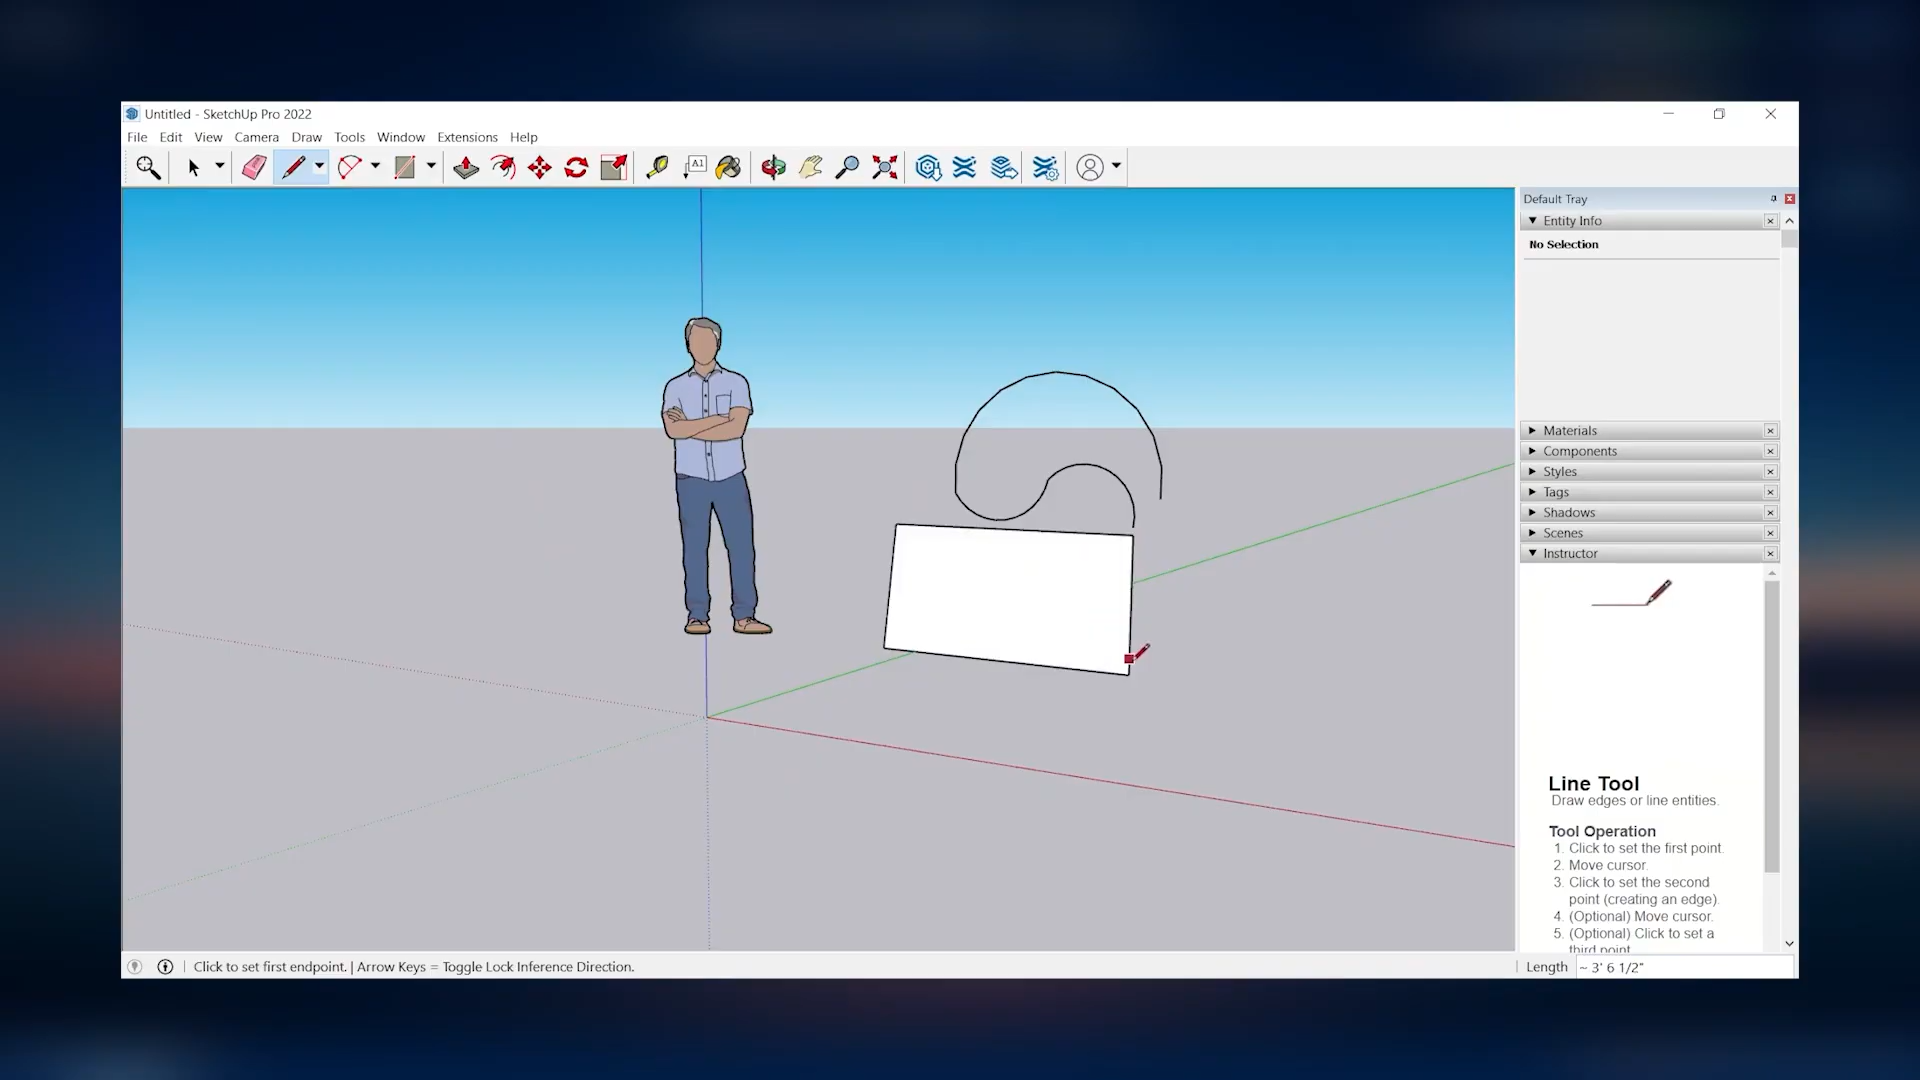 Untitled - SketchUp Pro 2022
File Edit View Camera Draw Tools Window Extensions Help
A1
Default Tray
Entity Info
No Selection
Materials
Components
Styles
Tags
Shadows
Scenes
Instructor
Line Tool
Draw edges or line entities.
Tool Operation
1. Click to set the first point.
2. Move cursor.
3. Click to set the second
point (creating an edge).
4. (Optional) Move cursor.
5. (Optional) Click to set a
third point
Click to set first endpoint. | Arrow Keys = Toggle Lock Inference Direction.
Length ~ 3' 6 1/2"